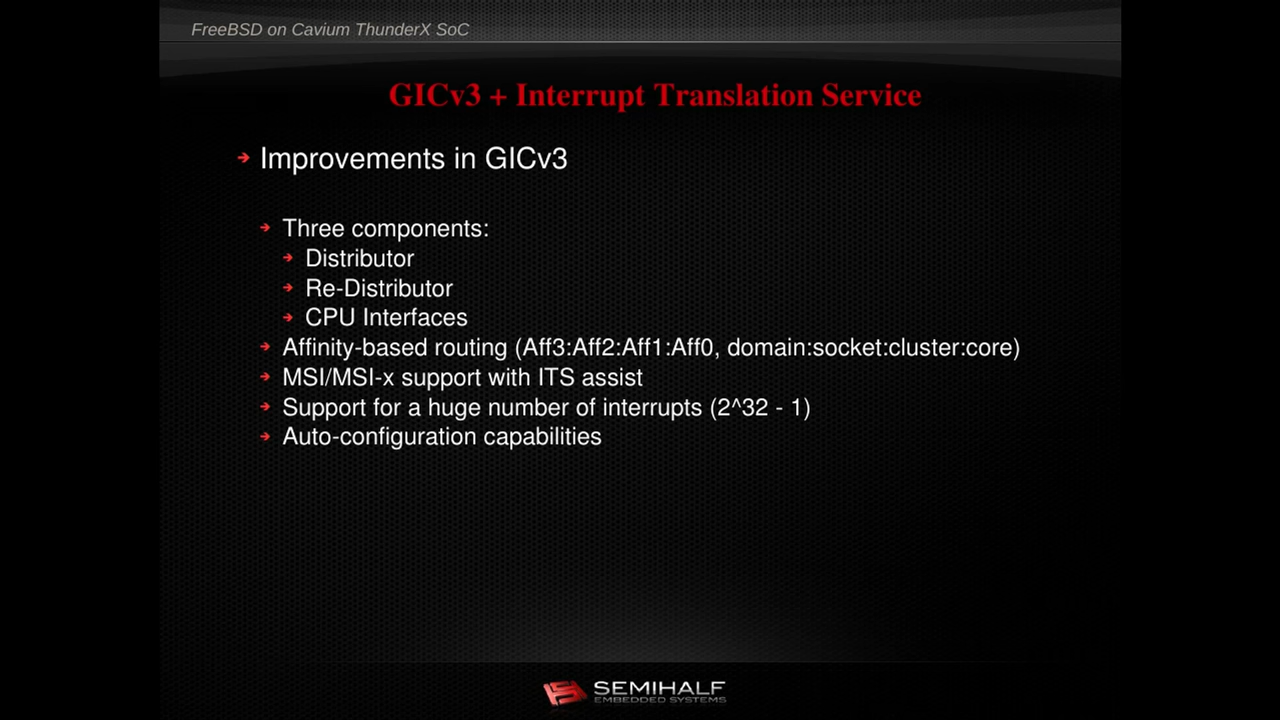 FreeBSD on Cavium ThunderX SoC
GICv3 + Interrupt Translation Service
Improvements in GICv3
Three components:
Distributor
Re-Distributor
CPU Interfaces
Affinity-based routing (Aff3:Aff2:Aff1:Aff0, domain:socket:cluster:core)
MSI/MSI-x support with ITS assist
Support for a huge number of interrupts (2^32 - 1)
Auto-configuration capabilities
SEMIHALF
EMBEDDED SYSTEMS